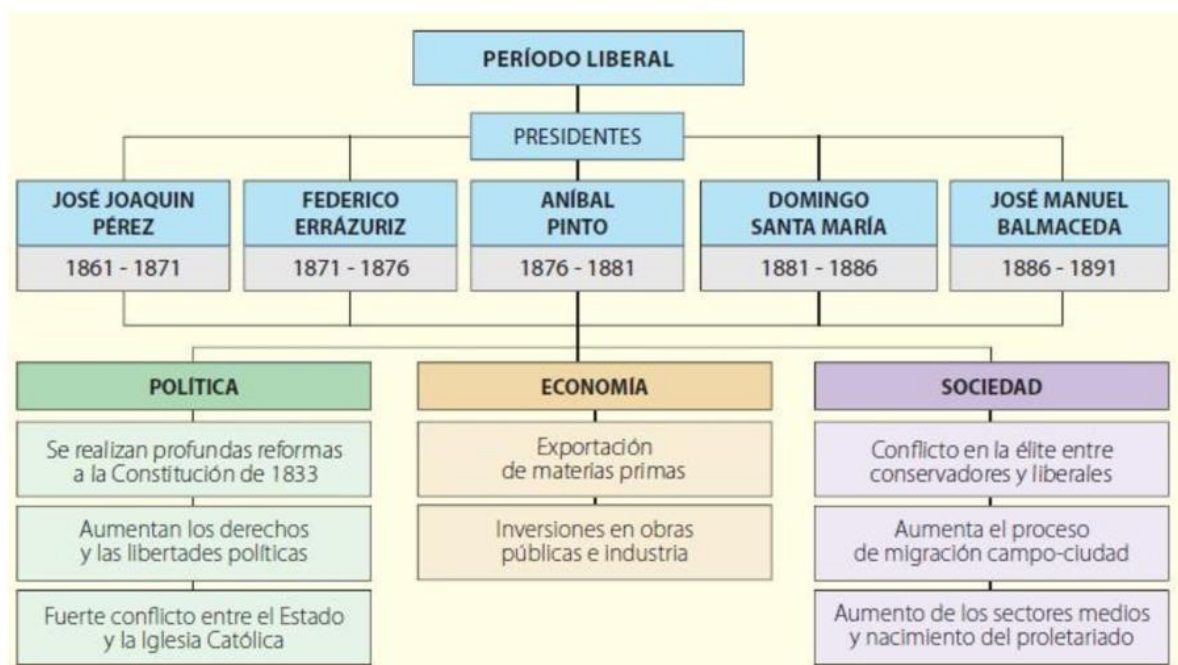 PERÍODO LIBERAL
PRESIDENTES
JOSÉ JOAQUIN
PÉREZ
1861 - 1871
FEDERICO
ERRÁZURIZ
1871 - 1876
ANÍBAL
PINTO
1876 - 1881
DOMINGO
SANTA MARÍA
1881 - 1886
JOSÉ MANUEL
BALMACEDA
1886 - 1891
POLÍTICA
Se realizan profundas reformas
a la Constitución de 1833
Aumentan los derechos
y las libertades políticas
Fuerte conflicto entre el Estado
y la Iglesia Católica
ECONOMÍA
Exportación
de materias primas
Inversiones en obras
públicas e industria
SOCIEDAD
Conflicto en la élite entre
conservadores y liberales
Aumenta el proceso
de migración campo-ciudad
Aumento de los sectores medios
y nacimiento del proletariado